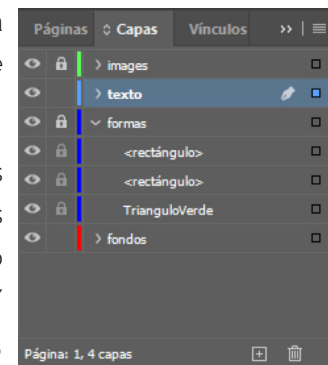 Páginas Capas Vínculos
images
texto
formas
<rectángulo>
<rectángulo>
TrianguloVerde
fondos
Página: 1, 4 capas